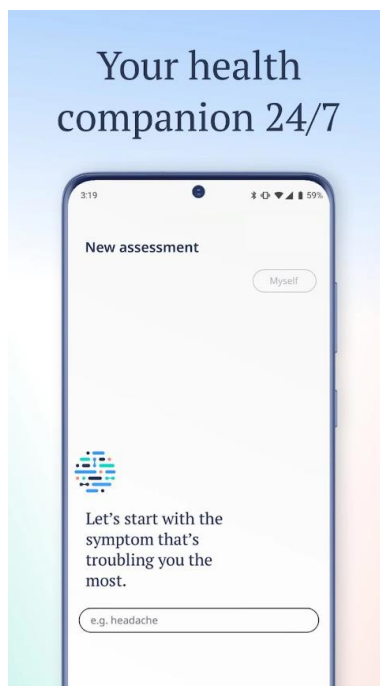 Your health
companion 24/7
3:19
59%
New assessment
Myself
Let's start with the
symptom that's
troubling you the
most.
e.g. headache